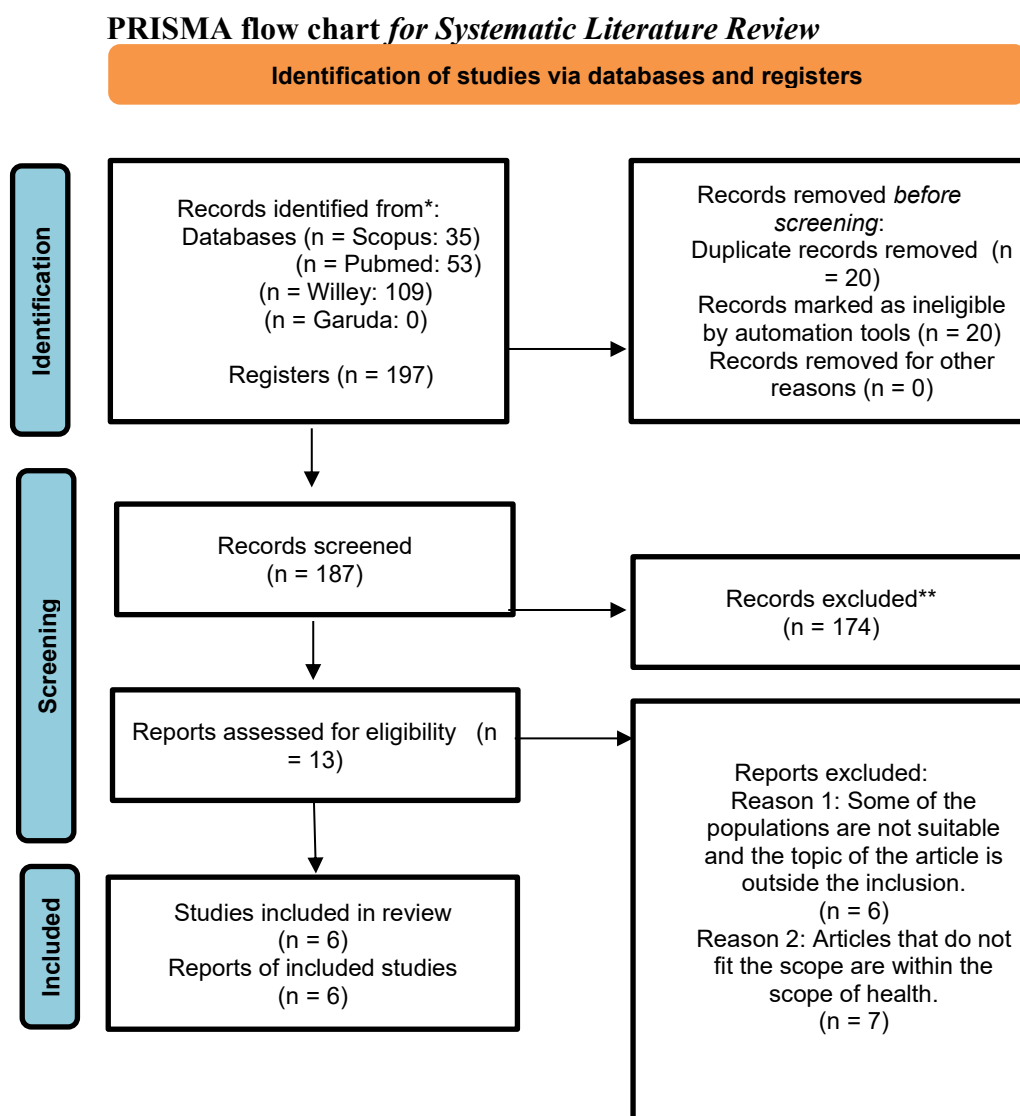 PRISMA flow chart for Systematic Literature Review
Identification of studies via databases and registers
Identification
Records identified from*:
Databases (n = Scopus: 35)
(n = Pubmed: 53)
(n = Willey: 109)
(n = Garuda: 0)
Registers (n = 197)
Records removed before
screening:
Duplicate records removed (n
= 20)
Records marked as ineligible
by automation tools (n = 20)
Records removed for other
reasons (n = 0)
Screening
Records screened
(n = 187)
Records excluded**
(n = 174)
Reports assessed for eligibility (n
= 13)
Reports excluded:
Reason 1: Some of the
populations are not suitable
and the topic of the article is
outside the inclusion.
(n = 6)
Reason 2: Articles that do not
fit the scope are within the
scope of health.
(n = 7)
Included
Studies included in review
(n = 6)
Reports of included studies
(n = 6)